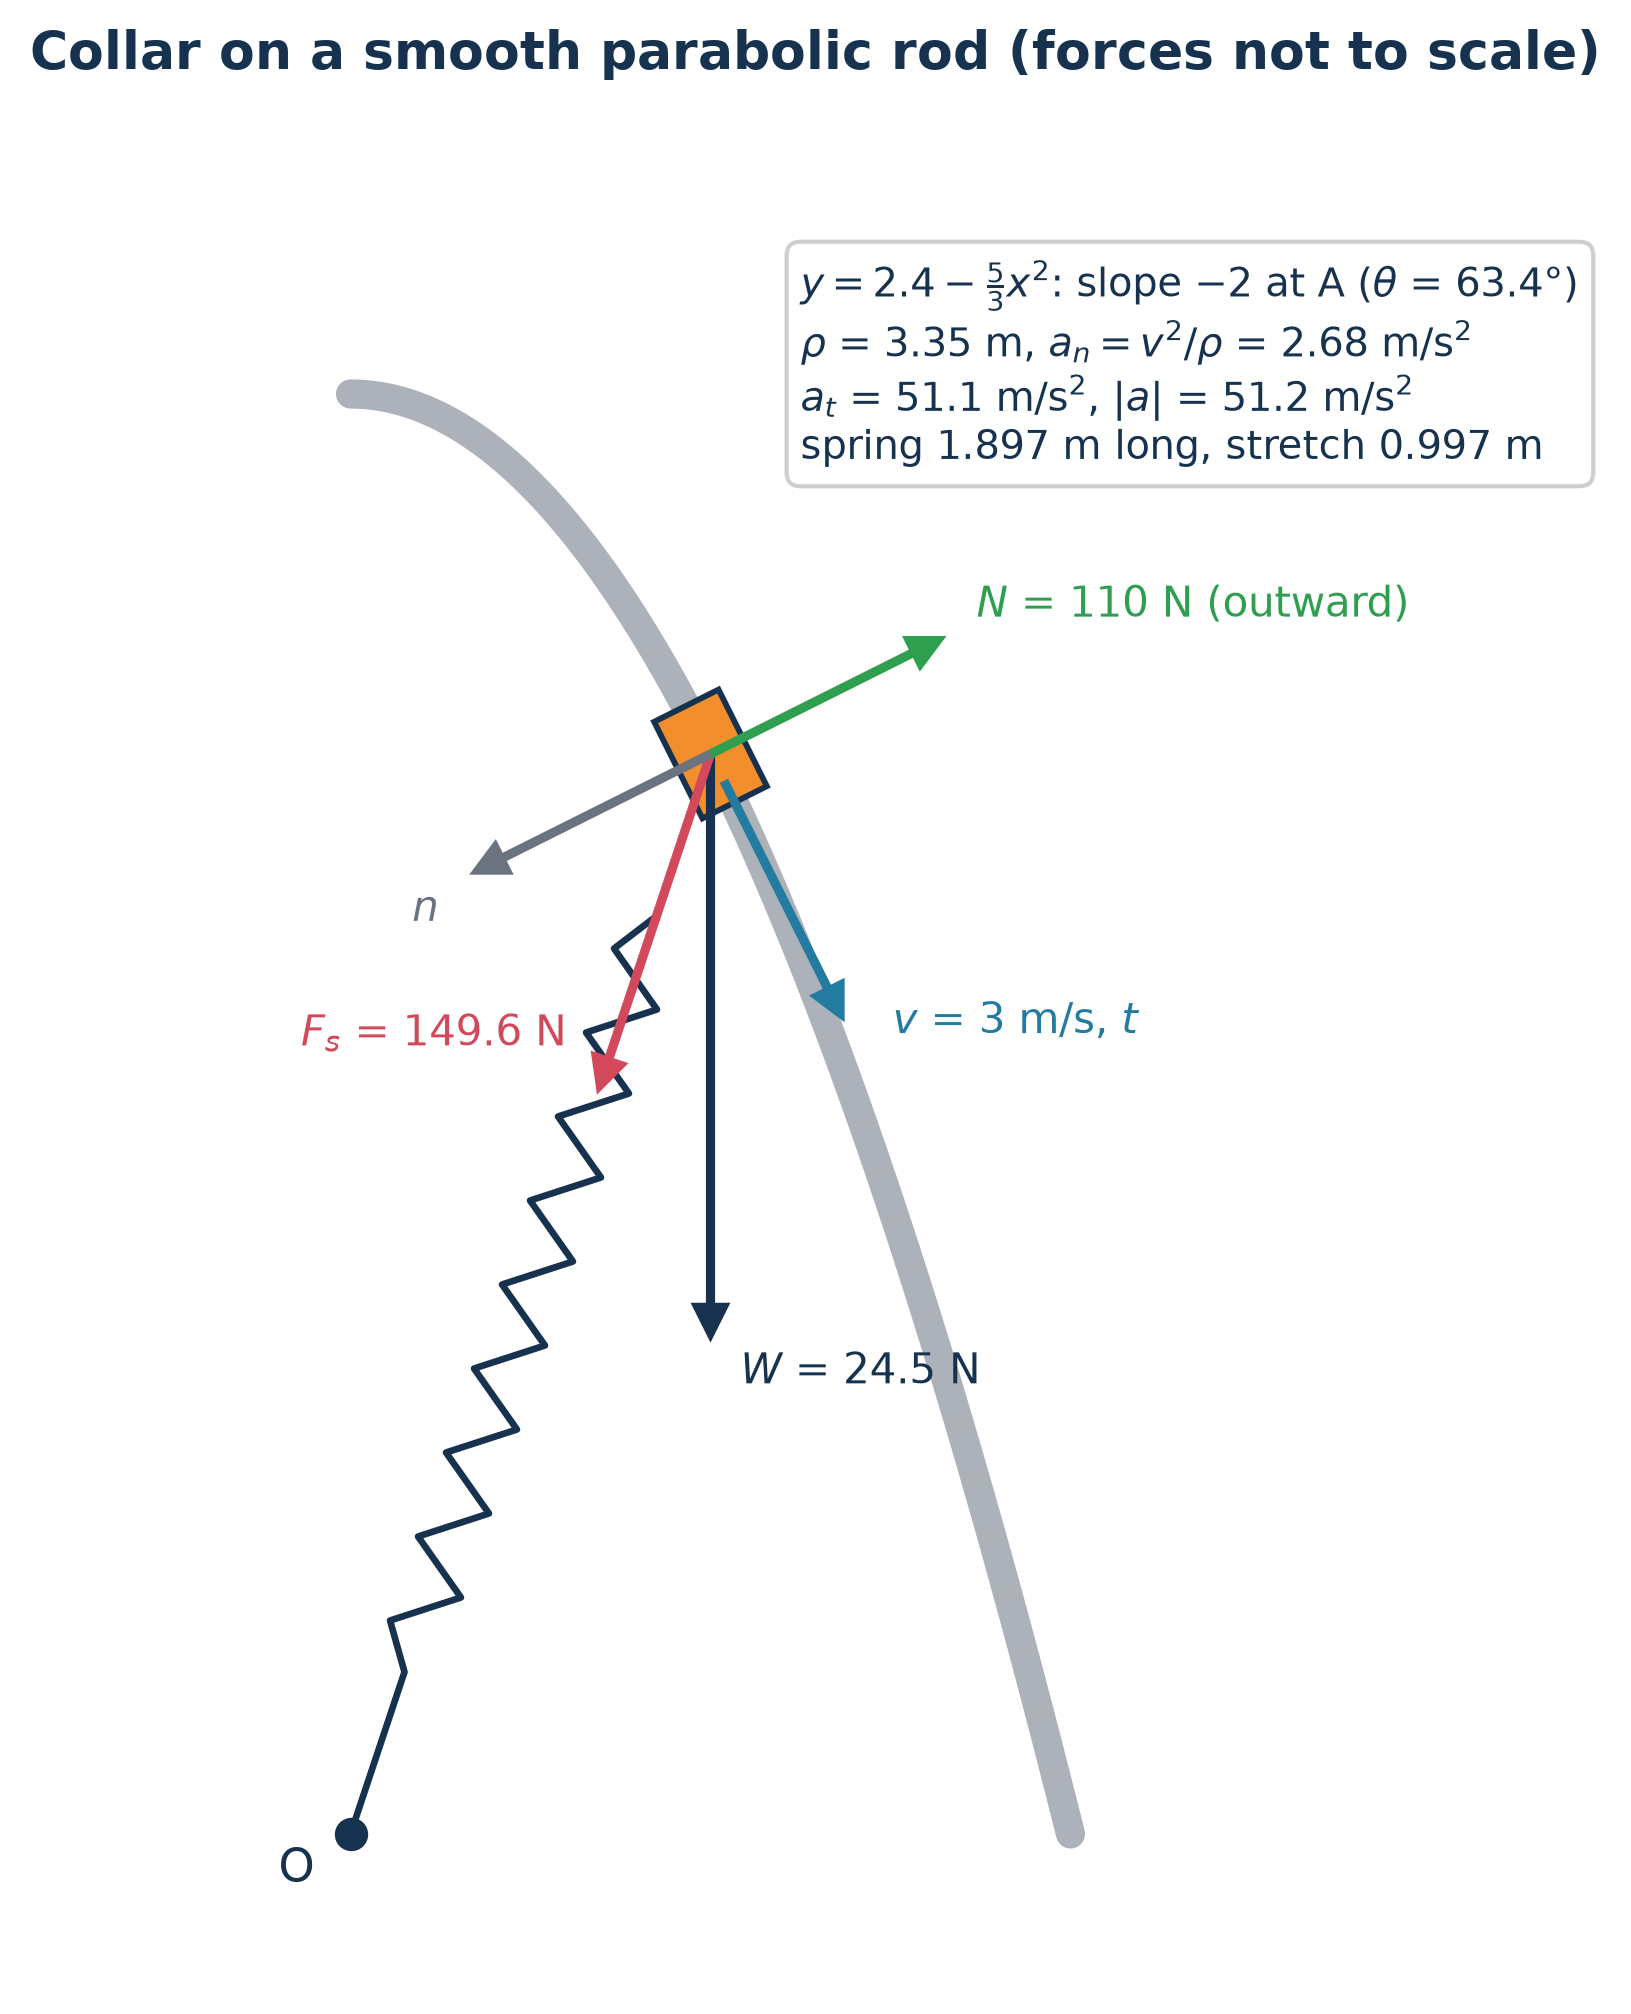 Collar on a smooth parabolic rod (forces not to scale)
y = 2.4 − 5/3 x²: slope −2 at A (θ = 63.4°)
ρ = 3.35 m, aₙ = v²/ρ = 2.68 m/s²
aₜ = 51.1 m/s², |a| = 51.2 m/s²
spring 1.897 m long, stretch 0.997 m
N = 110 N (outward)
n
Fₛ = 149.6 N
v = 3 m/s, t
W = 24.5 N
O